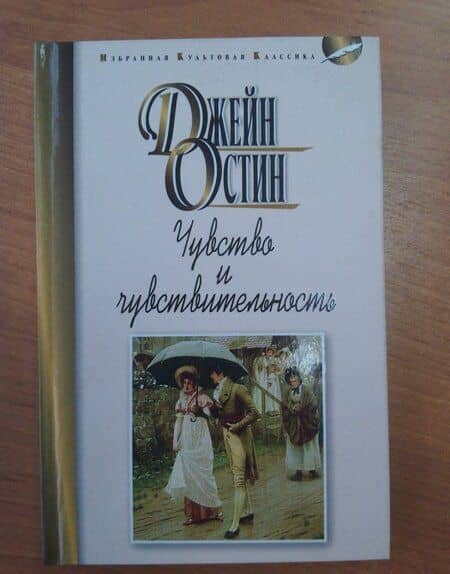 Избранная Культовая Классика
Джейн
Остин
Чувство
и
чувствительность